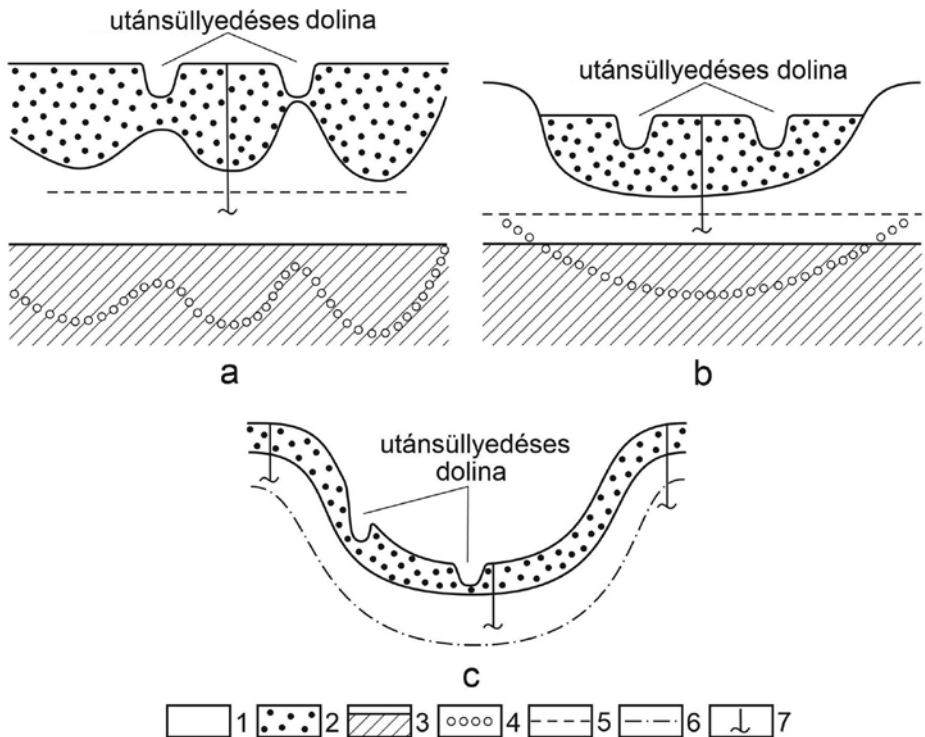 utánsüllyedéses dolina
utánsüllyedéses dolina
a
b
utánsüllyedéses
dolina
c
1 2 3 4 5 6 7